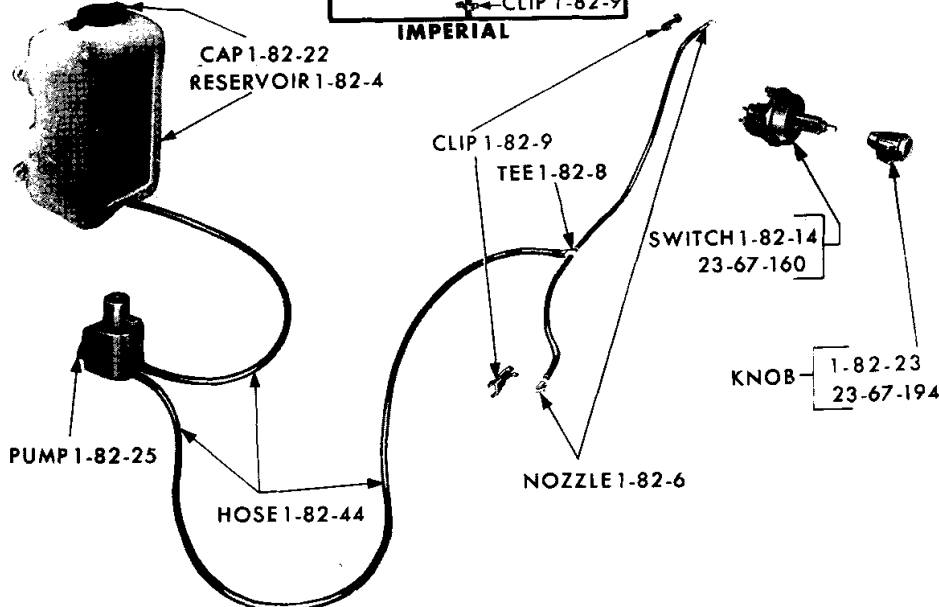 CLIP 1-82-9
IMPERIAL
CAP 1-82-22
RESERVOIR 1-82-4
CLIP 1-82-9
TEE 1-82-8
SWITCH 1-82-14
23-67-160
KNOB
1-82-23
23-67-194
PUMP 1-82-25
NOZZLE 1-82-6
HOSE 1-82-44